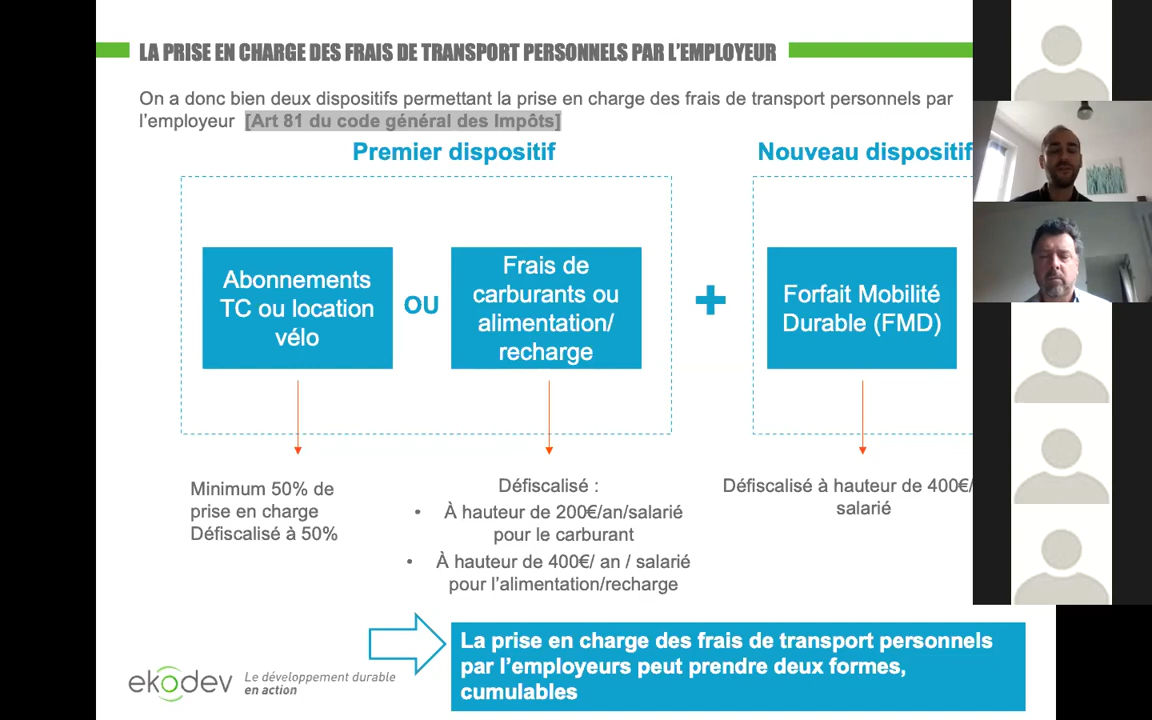 LA PRISE EN CHARGE DES FRAIS DE TRANSPORT PERSONNELS PAR L'EMPLOYEUR
On a donc bien deux dispositifs permettant la prise en charge des frais de transport personnels par
l'employeur [Art 81 du code général des Impôts]
Premier dispositif
Nouveau dispositif
Abonnements
TC ou location
vélo
OU
Frais de
carburants ou
alimentation/
recharge
+
Forfait Mobilité
Durable (FMD)
Minimum 50% de
prise en charge
Défiscalisé à 50%
Défiscalisé :
• À hauteur de 200€/an/salarié
pour le carburant
• À hauteur de 400€/ an / salarié
pour l'alimentation/recharge
Défiscalisé à hauteur de 400€/
salarié
La prise en charge des frais de transport personnels
par l'employeurs peut prendre deux formes,
cumulables
ekodev
Le développement durable
en action